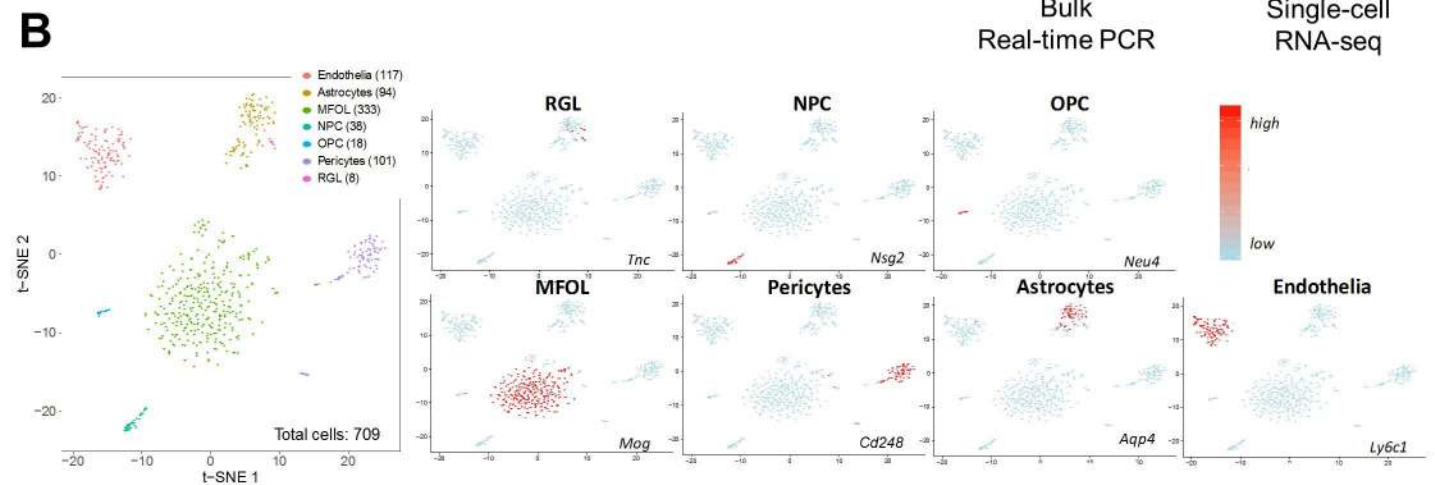 B
Bulk
Real-time PCR
Single-cell
RNA-seq
Endothelia (117)
Astrocytes (94)
MFOL (333)
NPC (38)
OPC (18)
Pericytes (101)
RGL (8)
20
10
0
−10
−20
t−SNE 2
−20
−10
0
10
20
t−SNE 1
Total cells: 709
RGL
Tnc
NPC
Nsg2
OPC
Neu4
high
low
MFOL
Mog
Pericytes
Cd248
Astrocytes
Aqp4
Endothelia
Ly6c1